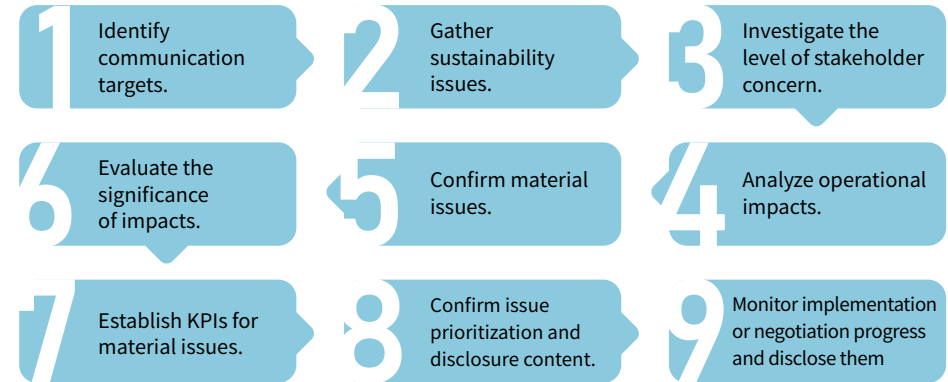 1
Identify
communication
targets.
2
Gather
sustainability
issues.
3
Investigate the
level of stakeholder
concern.
4
Analyze operational
impacts.
5
Confirm material
issues.
6
Evaluate the
significance
of impacts.
7
Establish KPIs for
material issues.
8
Confirm issue
prioritization and
disclosure content.
9
Monitor implementation
or negotiation progress
and disclose them